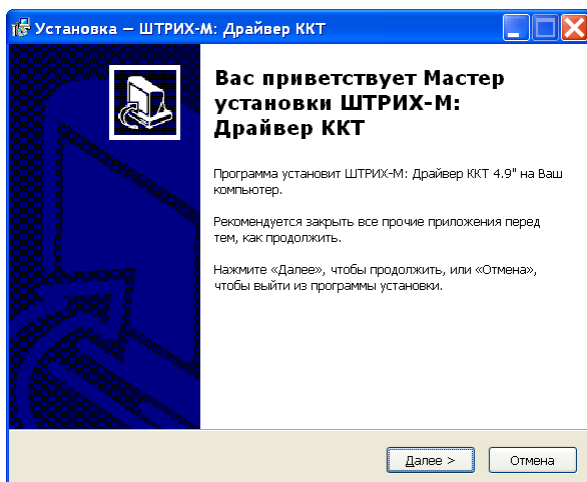 Установка — ШТРИХ-М: Драйвер ККТ
Вас приветствует Мастер
установки ШТРИХ-М:
Драйвер ККТ
Программа установит ШТРИХ-М: Драйвер ККТ 4.9" на Ваш
компьютер.
Рекомендуется закрыть все прочие приложения перед
тем, как продолжить.
Нажмите «Далее», чтобы продолжить, или «Отмена»,
чтобы выйти из программы установки.
Далее >
Отмена